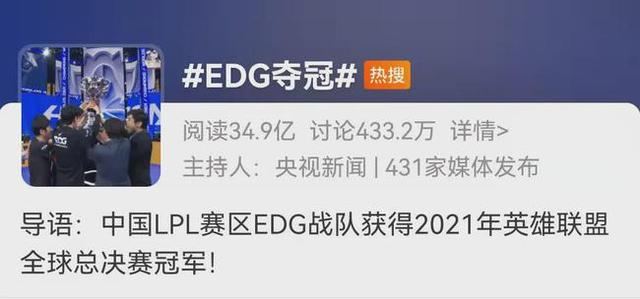 #EDG夺冠# 热搜
阅读34.9亿 讨论433.2万 详情>
主持人：央视新闻 | 431家媒体发布
导语：中国LPL赛区EDG战队获得2021年英雄联盟
全球总决赛冠军！
EDG